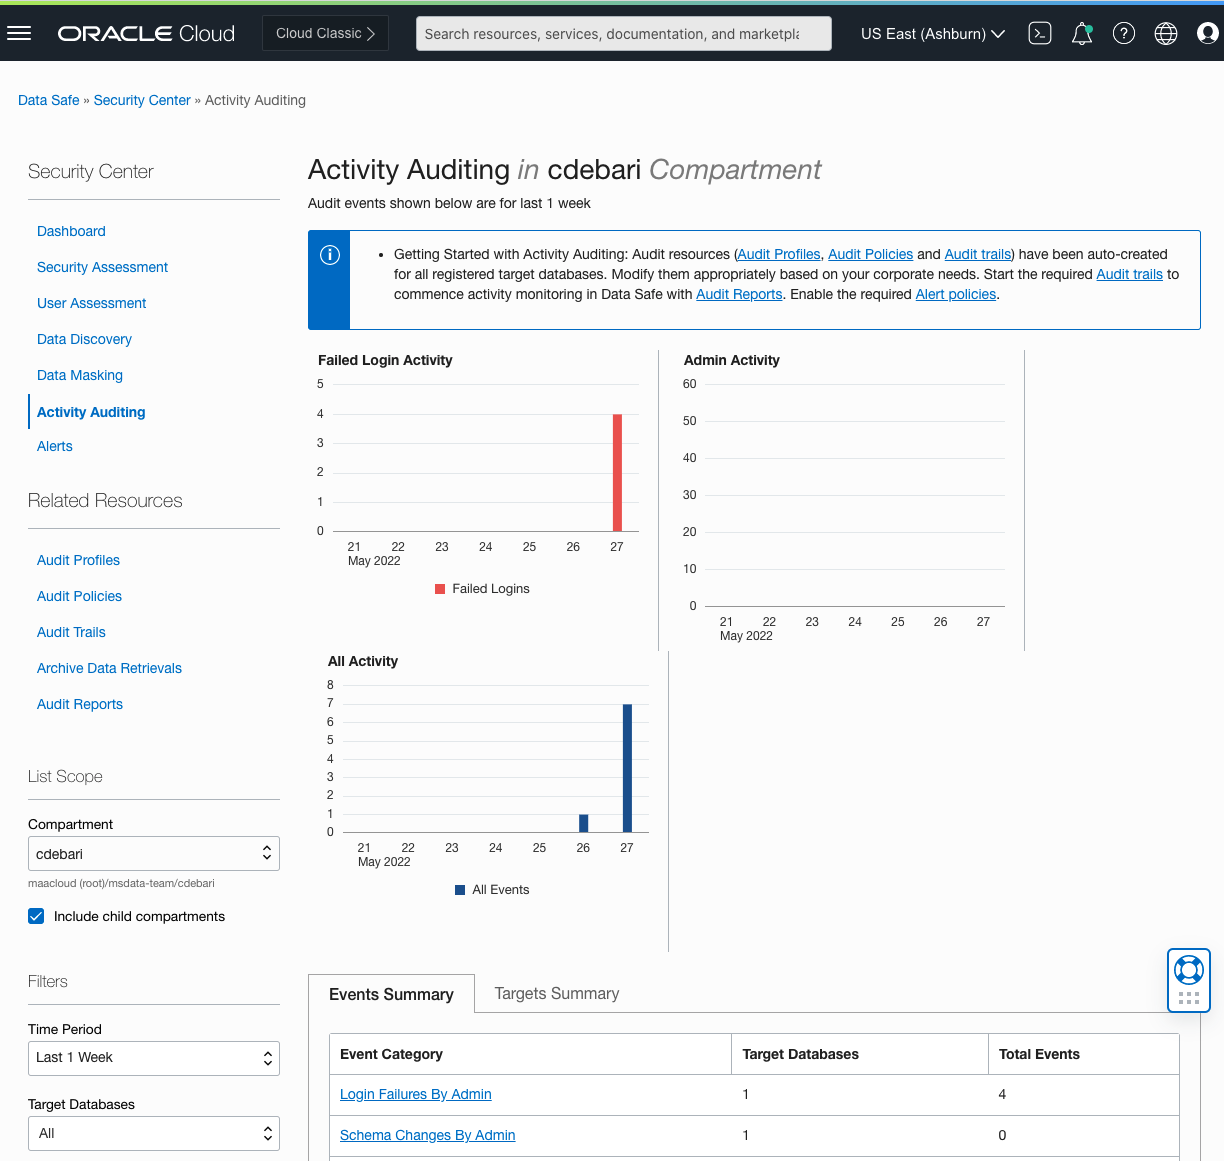 ORACLE Cloud
Cloud Classic
Search resources, services, documentation, and marketpla
US East (Ashburn)
Data Safe » Security Center » Activity Auditing
Security Center
Dashboard
Security Assessment
User Assessment
Data Discovery
Data Masking
Activity Auditing
Alerts
Related Resources
Audit Profiles
Audit Policies
Audit Trails
Archive Data Retrievals
Audit Reports
List Scope
Compartment
cdebari
maacloud (root)/msdata-team/cdebari
Include child compartments
Filters
Time Period
Last 1 Week
Target Databases
All
Activity Auditing in cdebari Compartment
Audit events shown below are for last 1 week
• Getting Started with Activity Auditing: Audit resources (Audit Profiles, Audit Policies and Audit trails) have been auto-created
for all registered target databases. Modify them appropriately based on your corporate needs. Start the required Audit trails to
commence activity monitoring in Data Safe with Audit Reports. Enable the required Alert policies.
Failed Login Activity
5
4
3
2
1
0
21 22 23 24 25 26 27
May 2022
Failed Logins
Admin Activity
60
50
40
30
20
10
0
21 22 23 24 25 26 27
May 2022
All Activity
8
7
6
5
4
3
2
1
0
21 22 23 24 25 26 27
May 2022
All Events
Events Summary Targets Summary
Event Category Target Databases Total Events
Login Failures By Admin 1 4
Schema Changes By Admin 1 0